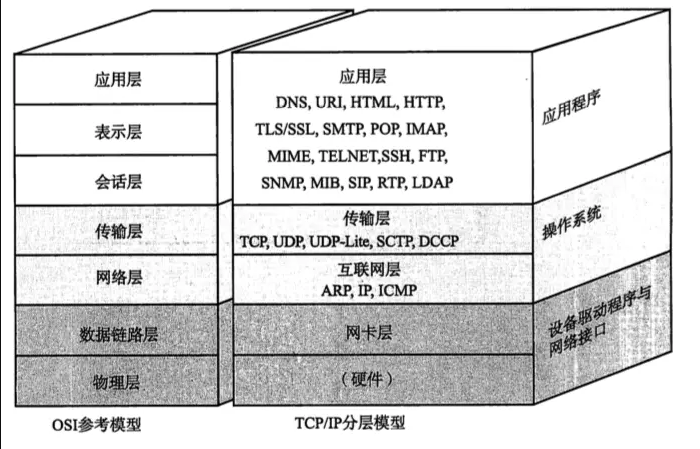 应用层
表示层
会话层
传输层
网络层
数据链路层
物理层
OSI参考模型
应用层
DNS, URI, HTML, HTTP,
TLS/SSL, SMTP, POP, IMAP,
MIME, TELNET,SSH, FTP,
SNMP, MIB, SIP, RTP, LDAP
传输层
TCP, UDP, UDP-Lite, SCTP, DCCP
互联网层
ARP, IP, ICMP
网卡层
（硬件）
TCP/IP分层模型
应用程序
操作系统
设备驱动程序与
网络接口